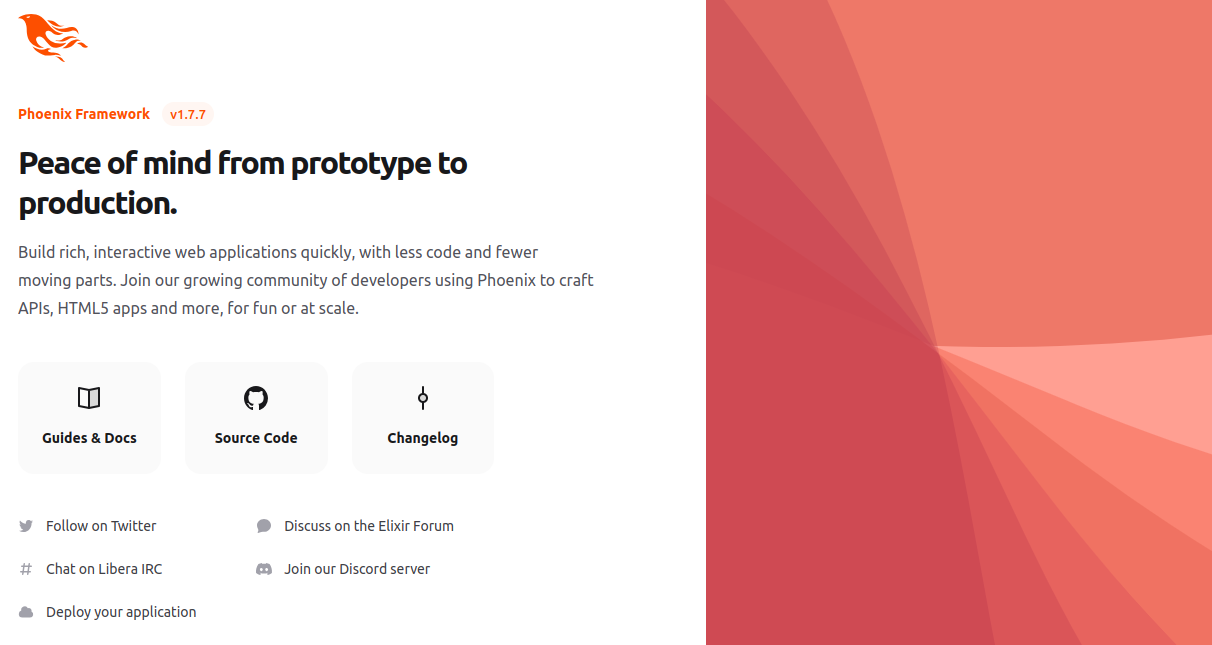 Phoenix Framework v1.7.7
Peace of mind from prototype to
production.
Build rich, interactive web applications quickly, with less code and fewer
moving parts. Join our growing community of developers using Phoenix to craft
APIs, HTML5 apps and more, for fun or at scale.
Guides & Docs Source Code Changelog
Follow on Twitter Discuss on the Elixir Forum
Chat on Libera IRC Join our Discord server
Deploy your application